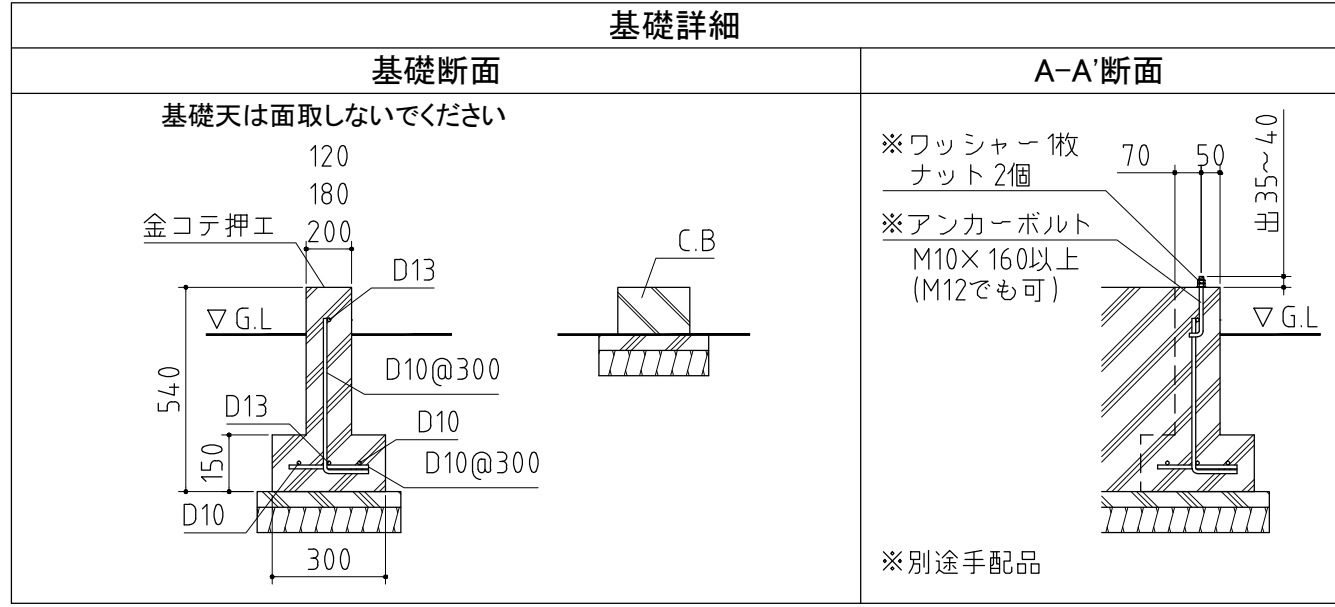 基礎詳細
基礎断面
A-A'断面
基礎天は面取しないでください
120
180
200
金コテ押エ
D13
▽G.L
540
D10@300
D13
D10
150
D10@300
D10
300
C.B
※ワッシャー 1枚
ナット 2個
70
50
出 35~40
※アンカーボルト
M10×160以上
(M12でも可)
▽G.L
※別途手配品